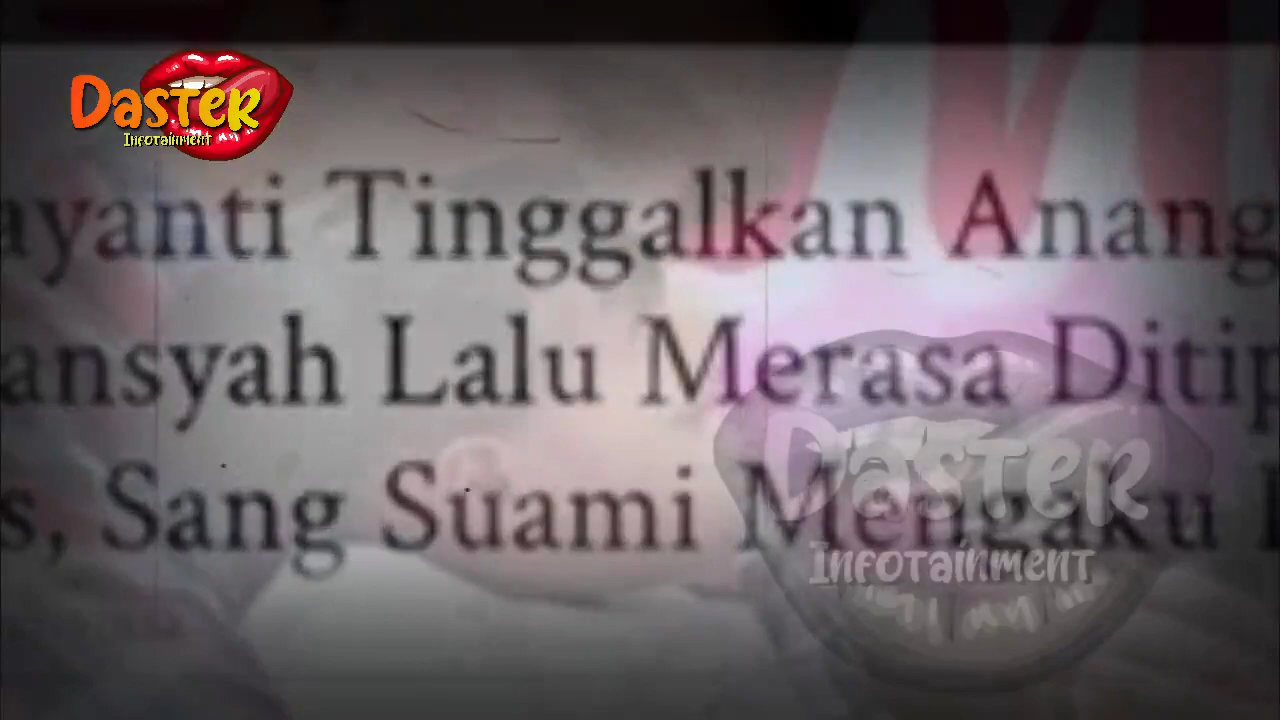 Daster
Infotainment
ayanti Tinggalkan Anang
ansyah Lalu Merasa Ditip
s, Sang Suami Mengaku
Daster
Infotainment